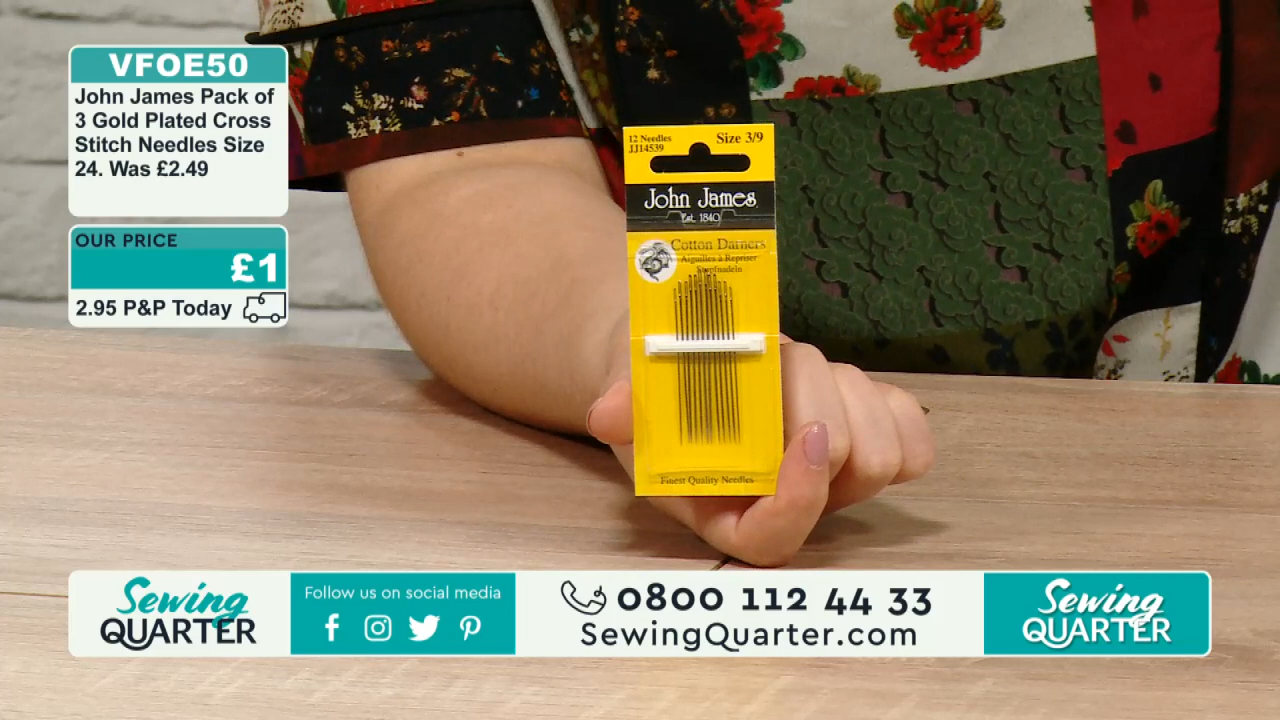 VFOE50
John James Pack of
3 Gold Plated Cross
Stitch Needles Size
24. Was £2.49
OUR PRICE
£1
2.95 P&P Today
12 Needles
JJ14539
Size 3/9
John James
Est. 1840
Cotton Darners
Aiguilles à Repriser
Stopfnadeln
Finest Quality Needles
Sewing
QUARTER
Follow us on social media
0800 112 44 33
SewingQuarter.com
Sewing
QUARTER